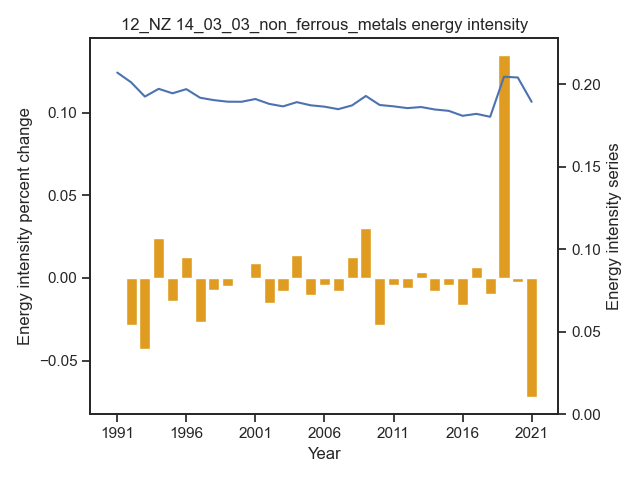 12_NZ 14_03_03_non_ferrous_metals energy intensity
Energy intensity percent change
0.10
0.05
0.00
−0.05
0.20
0.15
0.10
0.05
0.00
Energy intensity series
1991 1996 2001 2006 2011 2016 2021
Year